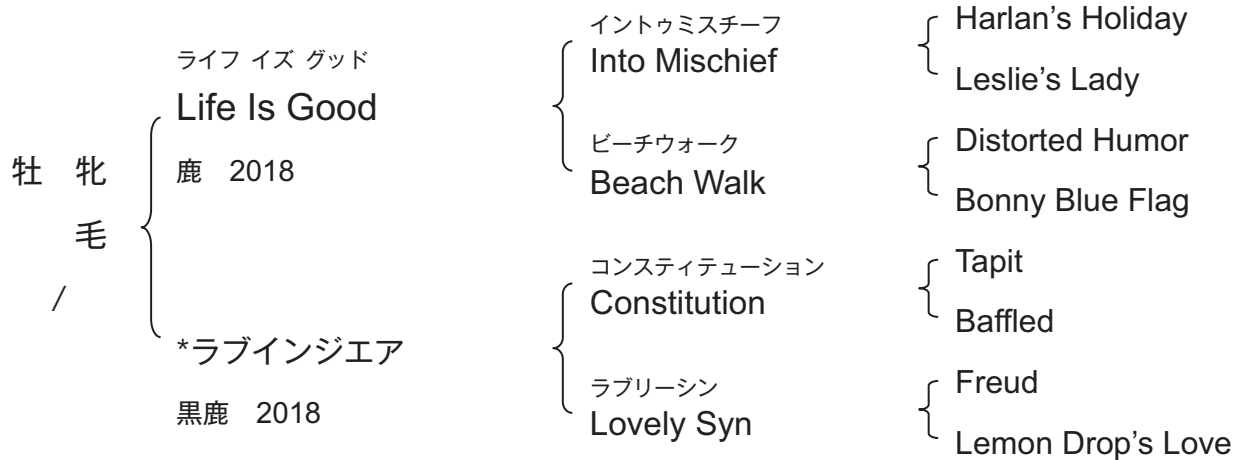 牡 牝
毛
/
ライフ イズ グッド
Life Is Good
鹿 2018
*ラブインジエア
黒鹿 2018
イントゥミスチーフ
Into Mischief
ビーチウォーク
Beach Walk
コンスティテューション
Constitution
ラブリーシン
Lovely Syn
Harlan’s Holiday
Leslie’s Lady
Distorted Humor
Bonny Blue Flag
Tapit
Baffled
Freud
Lemon Drop’s Love